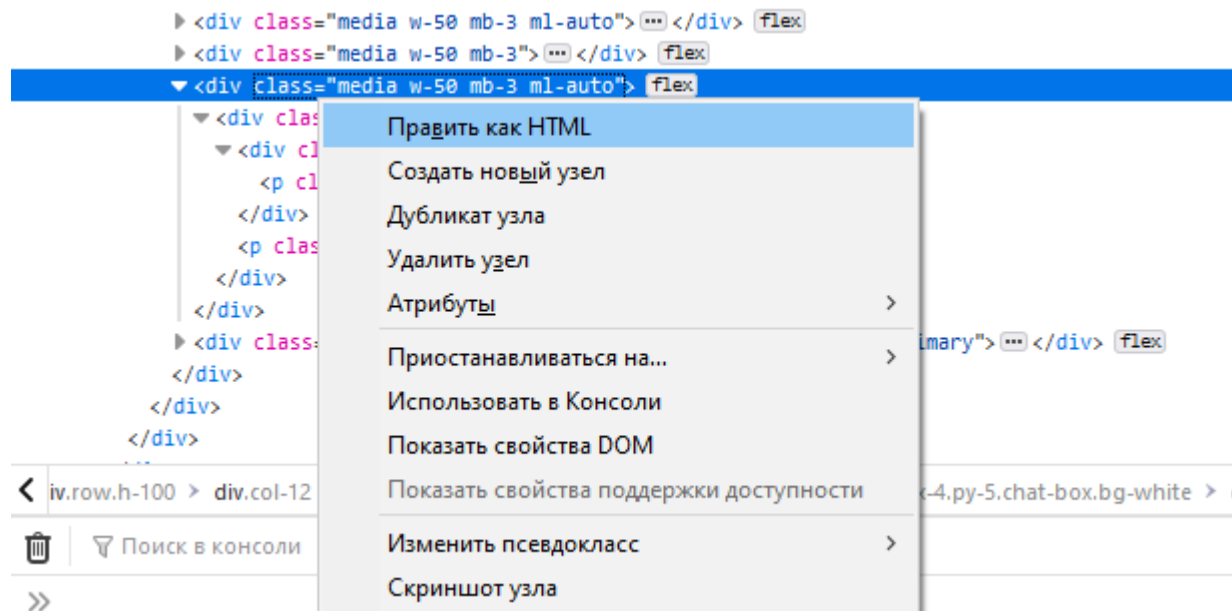 <div class="media w-50 mb-3 ml-auto"> ⋯ </div> flex
<div class="media w-50 mb-3"> ⋯ </div> flex
<div class="media w-50 mb-3 ml-auto"> flex
<div clas
Править как HTML
<div cl
Создать новый узел
<p cl
</div>
Дубликат узла
<p clas
Удалить узел
</div>
</div>
Атрибуты
<div class
imary"> ⋯ </div> flex
Приостанавливаться на...
</div>
</div>
Использовать в Консоли
</div>
Показать свойства DOM
iv.row.h-100 > div.col-12
Показать свойства поддержки доступности
-4.py-5.chat-box.bg-white >
Поиск в консоли
Изменить псевдокласс
Скриншот узла